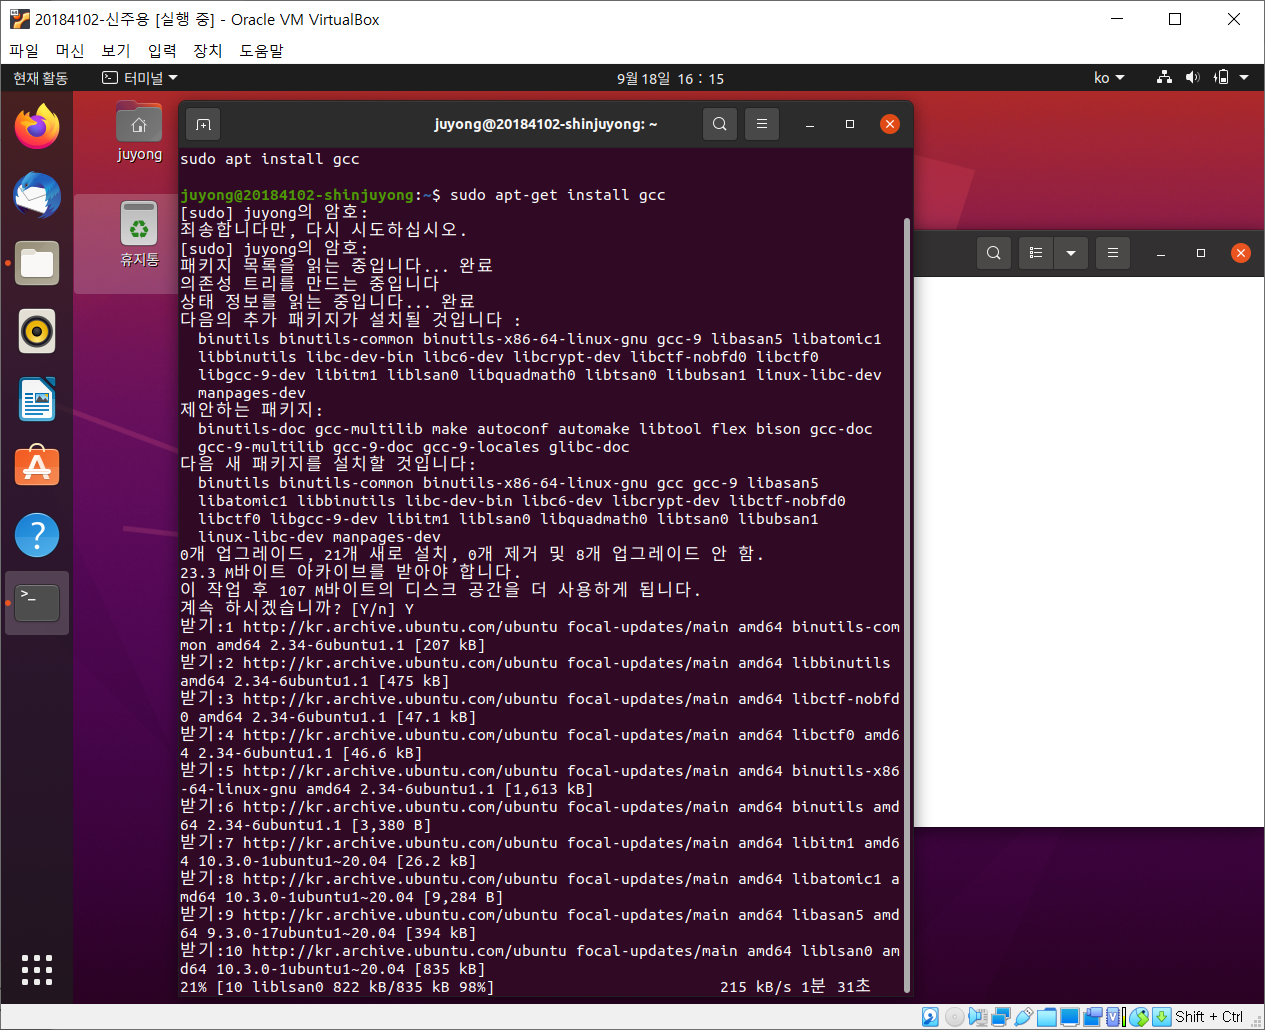 20184102-신주용 [실행 중] - Oracle VM VirtualBox
파일 머신 보기 입력 장치 도움말
현재 활동 터미널 9월 18일 16 : 15 ko
juyong@20184102-shinjuyong: ~
juyong
휴지통
sudo apt install gcc
juyong@20184102-shinjuyong:~$ sudo apt-get install gcc
[sudo] juyong의 암호:
죄송합니다만, 다시 시도하십시오.
[sudo] juyong의 암호:
패키지 목록을 읽는 중입니다... 완료
의존성 트리를 만드는 중입니다
상태 정보를 읽는 중입니다... 완료
다음의 추가 패키지가 설치될 것입니다 :
binutils binutils-common binutils-x86-64-linux-gnu gcc-9 libasan5 libatomic1
libbinutils libc-dev-bin libc6-dev libcrypt-dev libctf-nobfd0 libctf0
libgcc-9-dev libitm1 liblsan0 libquadmath0 libtsan0 libubsan1 linux-libc-dev
manpages-dev
제안하는 패키지:
binutils-doc gcc-multilib make autoconf automake libtool flex bison gcc-doc
gcc-9-multilib gcc-9-doc gcc-9-locales glibc-doc
다음 새 패키지를 설치할 것입니다:
binutils binutils-common binutils-x86-64-linux-gnu gcc gcc-9 libasan5
libatomic1 libbinutils libc-dev-bin libc6-dev libcrypt-dev libctf-nobfd0
libctf0 libgcc-9-dev libitm1 liblsan0 libquadmath0 libtsan0 libubsan1
linux-libc-dev manpages-dev
0개 업그레이드, 21개 새로 설치, 0개 제거 및 8개 업그레이드 안 함.
23.3 M바이트 아카이브를 받아야 합니다.
이 작업 후 107 M바이트의 디스크 공간을 더 사용하게 됩니다.
계속 하시겠습니까? [Y/n] Y
받기:1 http://kr.archive.ubuntu.com/ubuntu focal-updates/main amd64 binutils-com
mon amd64 2.34-6ubuntu1.1 [207 kB]
받기:2 http://kr.archive.ubuntu.com/ubuntu focal-updates/main amd64 libbinutils
amd64 2.34-6ubuntu1.1 [475 kB]
받기:3 http://kr.archive.ubuntu.com/ubuntu focal-updates/main amd64 libctf-nobfd
0 amd64 2.34-6ubuntu1.1 [47.1 kB]
받기:4 http://kr.archive.ubuntu.com/ubuntu focal-updates/main amd64 libctf0 amd6
4 2.34-6ubuntu1.1 [46.6 kB]
받기:5 http://kr.archive.ubuntu.com/ubuntu focal-updates/main amd64 binutils-x86
-64-linux-gnu amd64 2.34-6ubuntu1.1 [1,613 kB]
받기:6 http://kr.archive.ubuntu.com/ubuntu focal-updates/main amd64 binutils amd
64 2.34-6ubuntu1.1 [3,380 B]
받기:7 http://kr.archive.ubuntu.com/ubuntu focal-updates/main amd64 libitm1 amd6
4 10.3.0-1ubuntu1~20.04 [26.2 kB]
받기:8 http://kr.archive.ubuntu.com/ubuntu focal-updates/main amd64 libatomic1 a
md64 10.3.0-1ubuntu1~20.04 [9,284 B]
받기:9 http://kr.archive.ubuntu.com/ubuntu focal-updates/main amd64 libasan5 amd
64 9.3.0-17ubuntu1~20.04 [394 kB]
받기:10 http://kr.archive.ubuntu.com/ubuntu focal-updates/main amd64 liblsan0 am
d64 10.3.0-1ubuntu1~20.04 [835 kB]
21% [10 liblsan0 822 kB/835 kB 98%] 215 kB/s 1분 31초
Shift + Ctrl